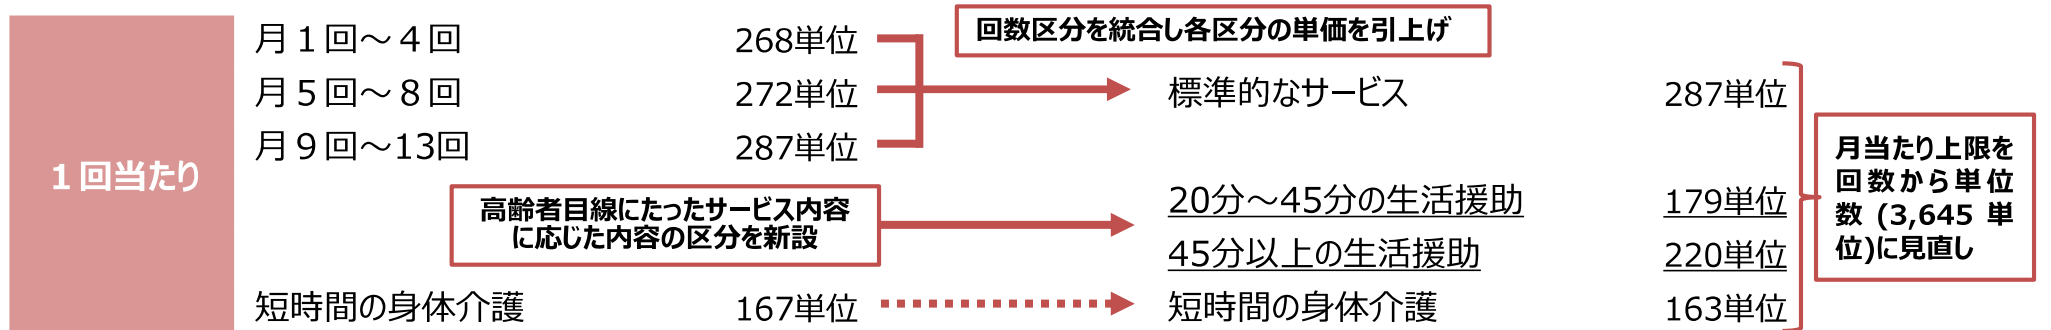 １回当たり
月１回～４回 268単位
月５回～８回 272単位
月９回～13回 287単位
短時間の身体介護 167単位
回数区分を統合し各区分の単価を引上げ
高齢者目線にたったサービス内容
に応じた内容の区分を新設
標準的なサービス 287単位
20分～45分の生活援助 179単位
45分以上の生活援助 220単位
短時間の身体介護 163単位
月当たり上限を
回数から単位
数 (3,645 単
位)に見直し